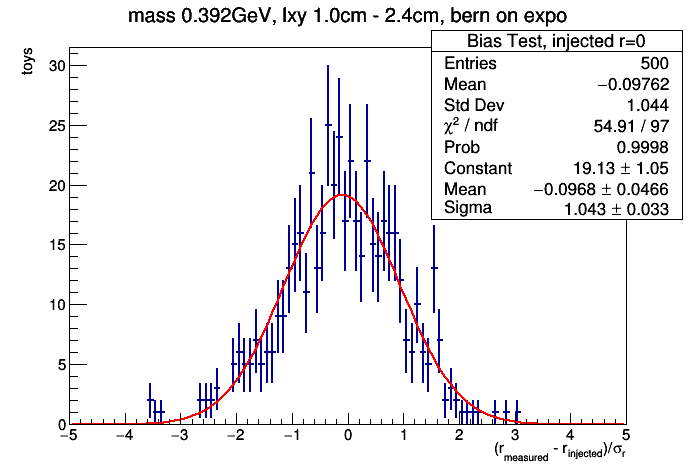 mass 0.392GeV, lxy 1.0cm - 2.4cm, bern on expo
toys
Bias Test, injected r=0
Entries 500
Mean −0.09762
Std Dev 1.044
χ² / ndf 54.91 / 97
Prob 0.9998
Constant 19.13 ± 1.05
Mean −0.0968 ± 0.0466
Sigma 1.043 ± 0.033
30
25
20
15
10
5
0
−5 −4 −3 −2 −1 0 1 2 3 4 5
(r_measured - r_injected)/σ_r